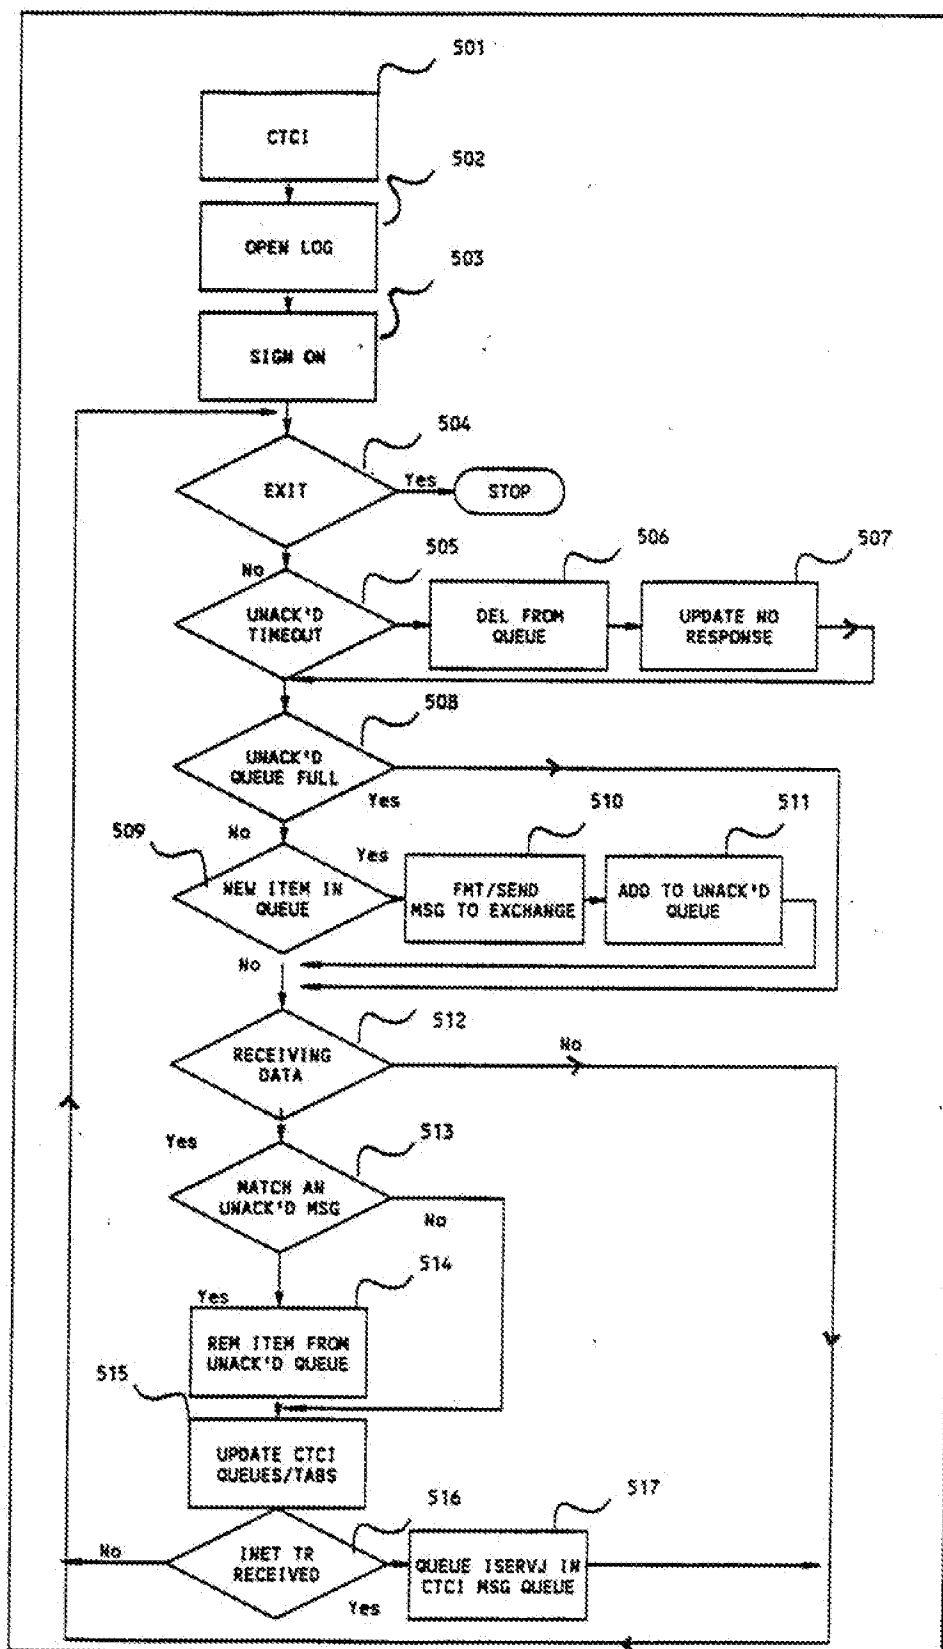 501
CTCI
502
OPEN LOG
503
SIGN ON
504
EXIT
Yes
STOP
No
505
506
507
UNACK'D
TIMEOUT
DEL FROM
QUEUE
UPDATE NO
RESPONSE
508
UNACK'D
QUEUE FULL
Yes
No
509
510
511
Yes
NEW ITEM IN
QUEUE
FMT/SEND
MSG TO EXCHANGE
ADD TO UNACK'D
QUEUE
No
512
RECEIVING
DATA
No
Yes
513
MATCH AN
UNACK'D MSG
No
514
Yes
REM ITEM FROM
UNACK'D QUEUE
515
UPDATE CTCI
QUEUES/TABS
516
517
No
INET TR
RECEIVED
QUEUE ISERVJ IN
CTCI MSG QUEUE
Yes